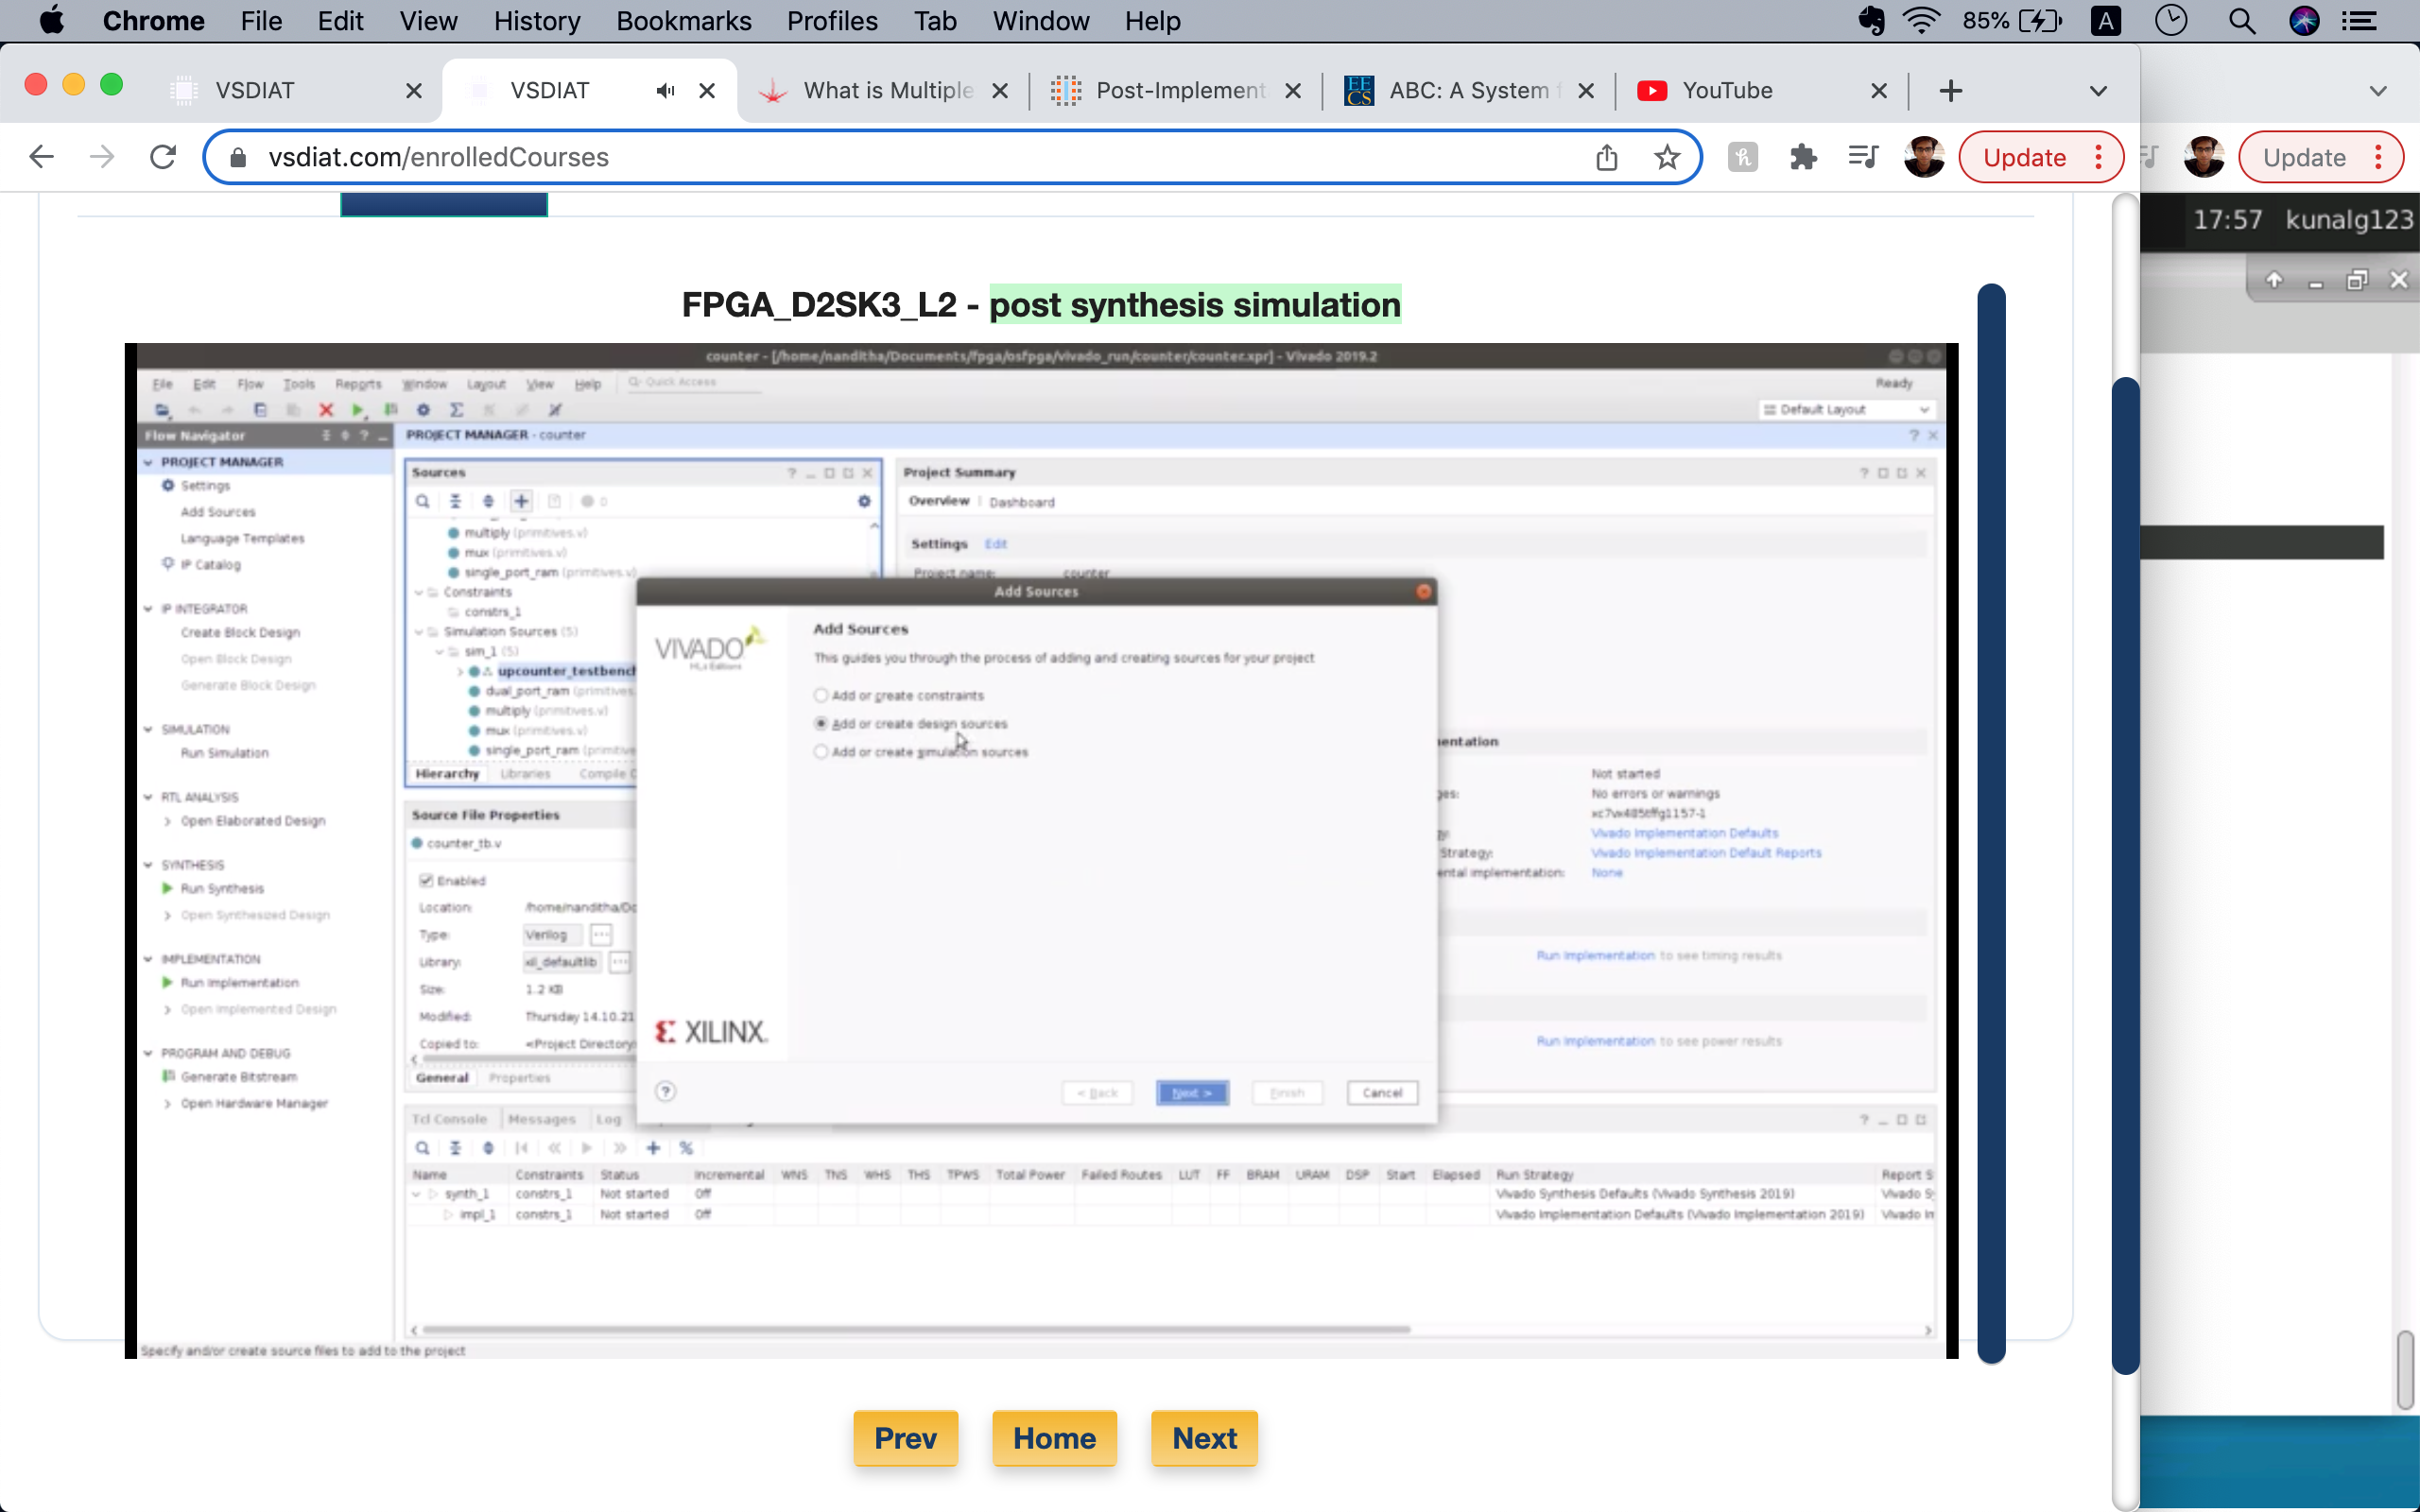 Chrome File Edit View History Bookmarks Profiles Tab Window Help 85% A
VSDIAT VSDIAT What is Multiple Post-Implement ABC: A System f YouTube
vsdiat.com/enrolledCourses Update Update
17:57 kunalg123
FPGA_D2SK3_L2 - post synthesis simulation
counter - [/home/nanditha/Documents/fpga/osfpga/vivado_run/counter/counter.xpr] - Vivado 2019.2
File Edit Flow Tools Reports Window Layout View Help Quick Access Ready
Default Layout
Flow Navigator
PROJECT MANAGER
Settings
Add Sources
Language Templates
IP Catalog
IP INTEGRATOR
Create Block Design
Open Block Design
Generate Block Design
SIMULATION
Run Simulation
RTL ANALYSIS
Open Elaborated Design
SYNTHESIS
Run Synthesis
Open Synthesized Design
IMPLEMENTATION
Run Implementation
Open Implemented Design
PROGRAM AND DEBUG
Generate Bitstream
Open Hardware Manager
PROJECT MANAGER - counter
Sources
0
multiply (primitives.v)
mux (primitives.v)
single_port_ram (primitives.v)
Constraints
constrs_1
Simulation Sources (5)
sim_1 (5)
upcounter_testbench
dual_port_ram (primitives.
multiply (primitives.v)
mux (primitives.v)
single_port_ram (primitive
Hierarchy Libraries Compile
Source File Properties
counter_tb.v
Enabled
Location: /home/nanditha/Do
Type: Verilog
Library: xil_defaultlib
Size: 1.2 KB
Modified: Thursday 14.10.21
Copied to: <Project Directory
General Properties
Project Summary
Overview Dashboard
Settings Edit
Project name: counter
Add Sources
VIVADO
HLx Editions
Add Sources
This guides you through the process of adding and creating sources for your project
Add or create constraints
Add or create design sources
Add or create simulation sources
XILINX
? < Back Next > Finish Cancel
entation
Not started
ges: No errors or warnings
xc7vx485tffg1157-1
Vivado Implementation Defaults
Strategy: Vivado Implementation Default Reports
ental implementation: None
Run Implementation to see timing results
Run Implementation to see power results
Tcl Console Messages Log
Name Constraints Status Incremental WNS TNS WHS THS TPWS Total Power Failed Routes LUT FF BRAM URAM DSP Start Elapsed Run Strategy Report S
synth_1 constrs_1 Not started Off Vivado Synthesis Defaults (Vivado Synthesis 2019) Vivado Sy
impl_1 constrs_1 Not started Off Vivado Implementation Defaults (Vivado Implementation 2019) Vivado Im
Specify and/or create source files to add to the project
Prev Home Next